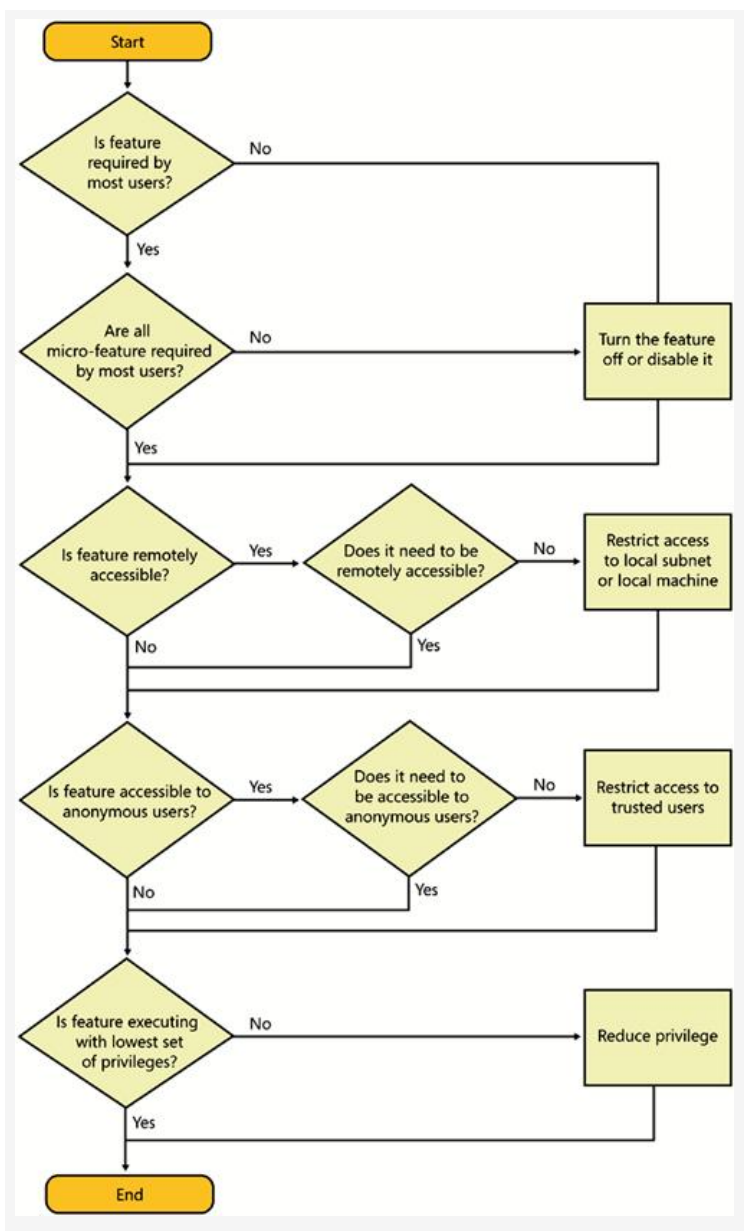 Start
Is feature
required by
most users?
No
Yes
Are all
micro-feature required
by most users?
No
Turn the feature
off or disable it
Yes
Is feature remotely
accessible?
Yes
Does it need to be
remotely accessible?
No
Restrict access
to local subnet
or local machine
No
Yes
Is feature accessible to
anonymous users?
Yes
Does it need to
be accessible to
anonymous users?
No
Restrict access to
trusted users
No
Yes
Is feature executing
with lowest set
of privileges?
No
Reduce privilege
Yes
End